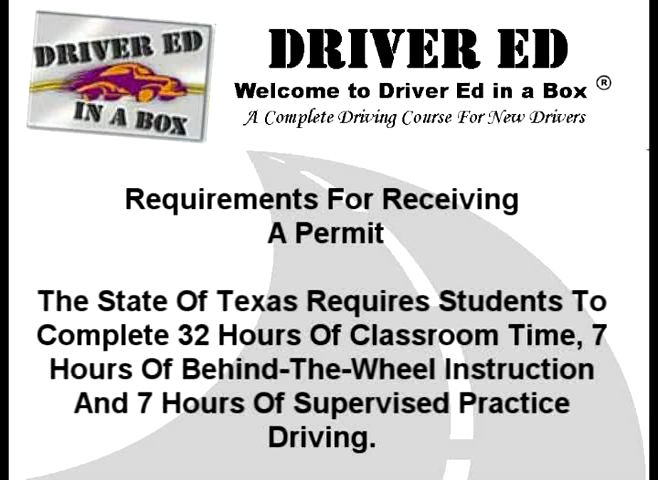 DRIVER ED
IN A BOX
DRIVER ED
Welcome to Driver Ed in a Box ®
A Complete Driving Course For New Drivers
Requirements For Receiving
A Permit
The State Of Texas Requires Students To
Complete 32 Hours Of Classroom Time, 7
Hours Of Behind-The-Wheel Instruction
And 7 Hours Of Supervised Practice
Driving.